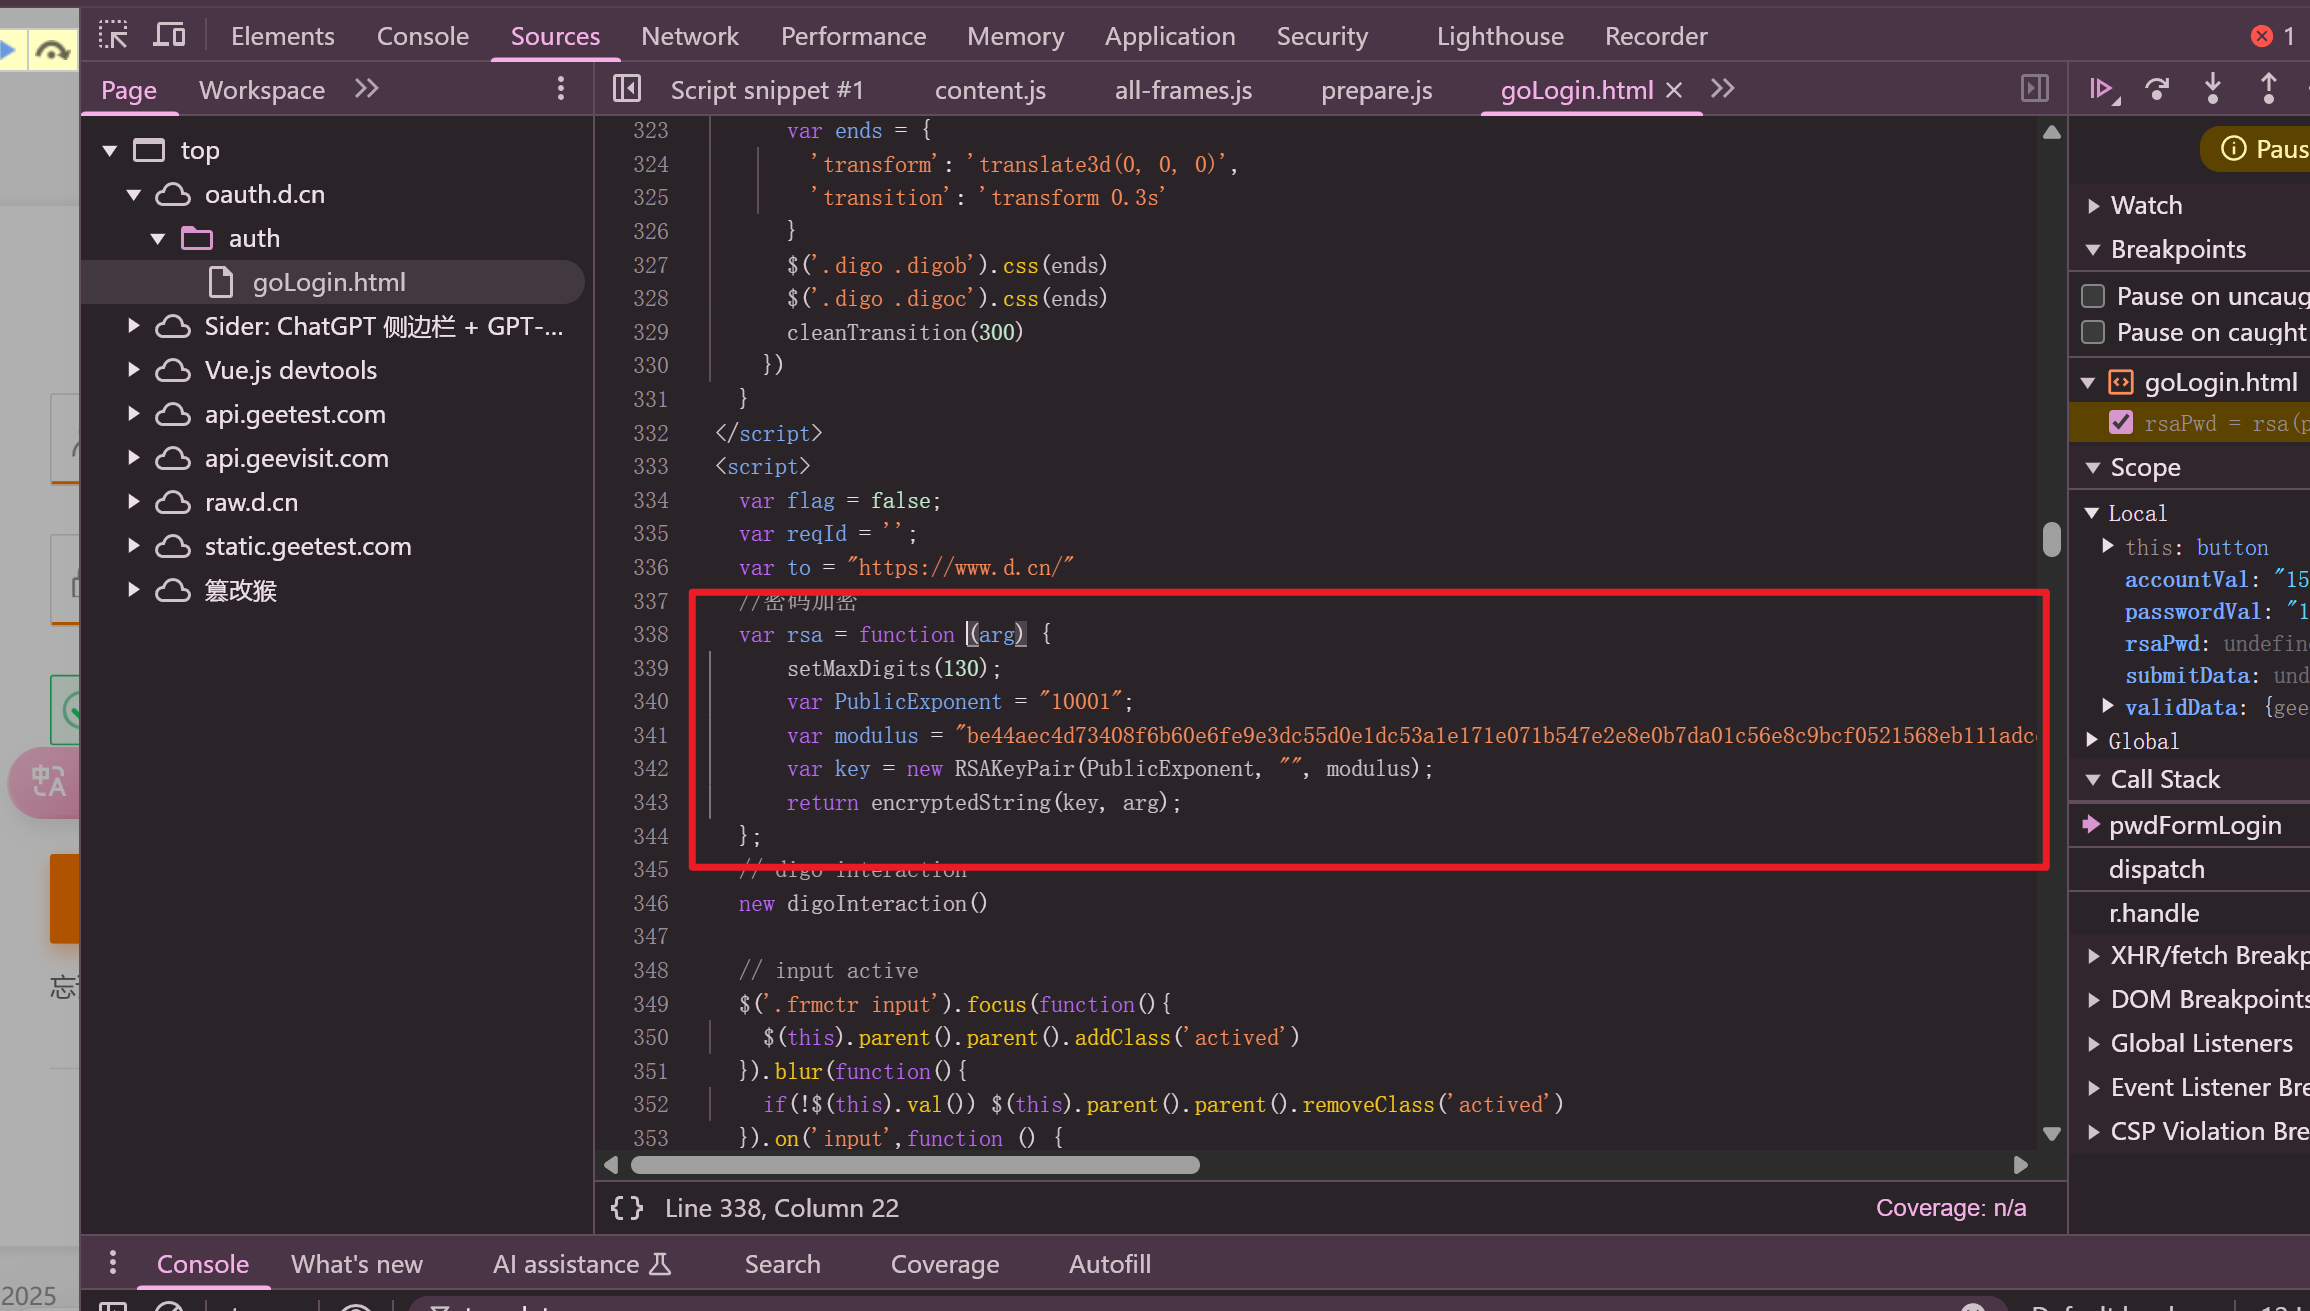 Elements Console Sources Network Performance Memory Application Security Lighthouse Recorder 1
Page Workspace
Script snippet #1 content.js all-frames.js prepare.js goLogin.html
top
oauth.d.cn
auth
goLogin.html
Sider: ChatGPT 侧边栏 + GPT-...
Vue.js devtools
api.geetest.com
api.geevisit.com
raw.d.cn
static.geetest.com
篡改猴
323 var ends = {
324 'transform': 'translate3d(0, 0, 0)',
325 'transition': 'transform 0.3s'
326 }
327 $('.digo .digob').css(ends)
328 $('.digo .digoc').css(ends)
329 cleanTransition(300)
330 })
331 }
332 </script>
333 <script>
334 var flag = false;
335 var reqId = '';
336 var to = "https://www.d.cn/"
337 //密码加密
338 var rsa = function (arg) {
339 setMaxDigits(130);
340 var PublicExponent = "10001";
341 var modulus = "be44aec4d73408f6b60e6fe9e3dc55d0e1dc53a1e171e071b547e2e8e0b7da01c56e8c9bcf0521568eb111adc
342 var key = new RSAKeyPair(PublicExponent, "", modulus);
343 return encryptedString(key, arg);
344 };
345 // digo interaction
346 new digoInteraction()
347
348 // input active
349 $('.frmctr input').focus(function(){
350 $(this).parent().parent().addClass('actived')
351 }).blur(function(){
352 if(!$(this).val()) $(this).parent().parent().removeClass('actived')
353 }).on('input',function () {
{} Line 338, Column 22 Coverage: n/a
Paus
Watch
Breakpoints
Pause on uncaug
Pause on caught
goLogin.html
rsaPwd = rsa(p
Scope
Local
this: button
accountVal: "15
passwordVal: "1
rsaPwd: undefin
submitData: und
validData: {gee
Global
Call Stack
pwdFormLogin
dispatch
r.handle
XHR/fetch Breakp
DOM Breakpoints
Global Listeners
Event Listener Bre
CSP Violation Bre
Console What's new AI assistance Search Coverage Autofill
中A
忘
2025